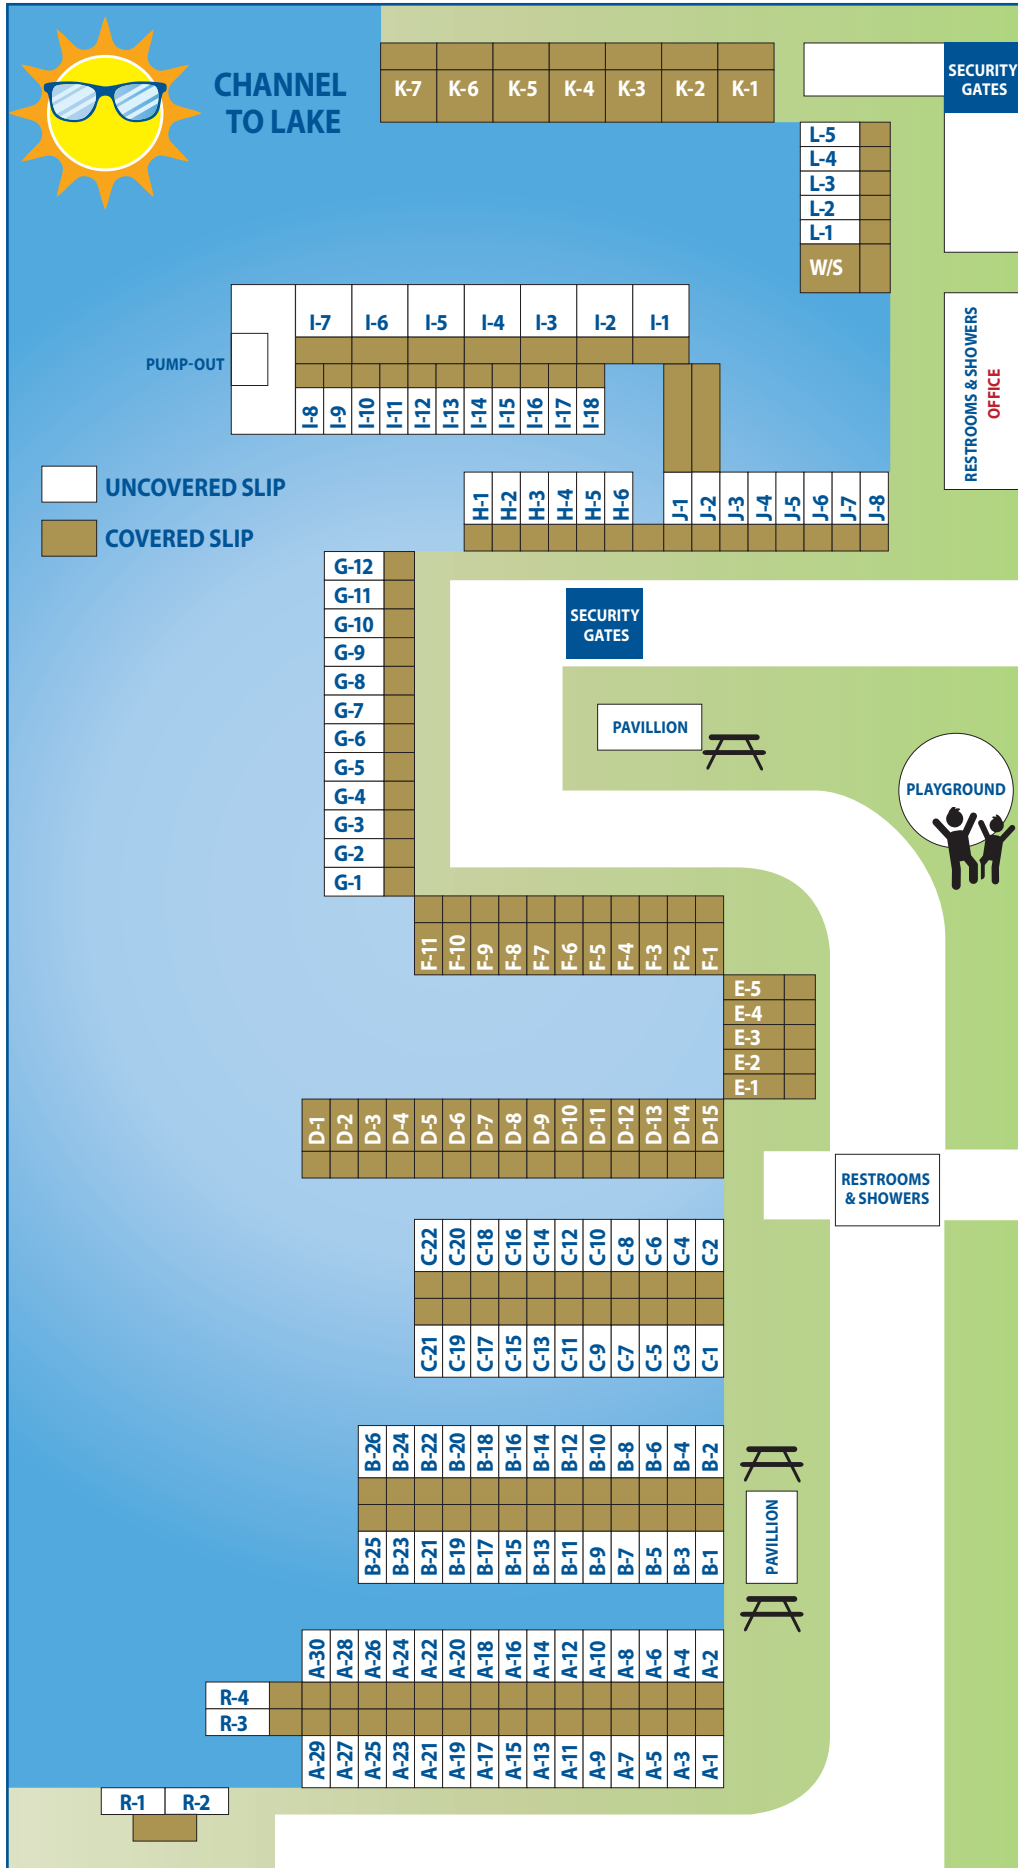 CHANNEL
TO LAKE
K-7 K-6 K-5 K-4 K-3 K-2 K-1
SECURITY
GATES
L-5
L-4
L-3
L-2
L-1
W/S
I-7 I-6 I-5 I-4 I-3 I-2 I-1
PUMP-OUT
I-8 I-9 I-10 I-11 I-12 I-13 I-14 I-15 I-16 I-17 I-18
RESTROOMS & SHOWERS
OFFICE
UNCOVERED SLIP
COVERED SLIP
H-1 H-2 H-3 H-4 H-5 H-6 J-1 J-2 J-3 J-4 J-5 J-6 J-7 J-8
G-12
G-11
G-10
G-9
G-8
G-7
G-6
G-5
G-4
G-3
G-2
G-1
SECURITY
GATES
PAVILLION
PLAYGROUND
F-11 F-10 F-9 F-8 F-7 F-6 F-5 F-4 F-3 F-2 F-1
E-5
E-4
E-3
E-2
E-1
D-1 D-2 D-3 D-4 D-5 D-6 D-7 D-8 D-9 D-10 D-11 D-12 D-13 D-14 D-15
RESTROOMS
& SHOWERS
C-22 C-20 C-18 C-16 C-14 C-12 C-10 C-8 C-6 C-4 C-2
C-21 C-19 C-17 C-15 C-13 C-11 C-9 C-7 C-5 C-3 C-1
B-26 B-24 B-22 B-20 B-18 B-16 B-14 B-12 B-10 B-8 B-6 B-4 B-2
B-25 B-23 B-21 B-19 B-17 B-15 B-13 B-11 B-9 B-7 B-5 B-3 B-1
PAVILLION
A-30 A-28 A-26 A-24 A-22 A-20 A-18 A-16 A-14 A-12 A-10 A-8 A-6 A-4 A-2
R-4
R-3
A-29 A-27 A-25 A-23 A-21 A-19 A-17 A-15 A-13 A-11 A-9 A-7 A-5 A-3 A-1
R-1 R-2